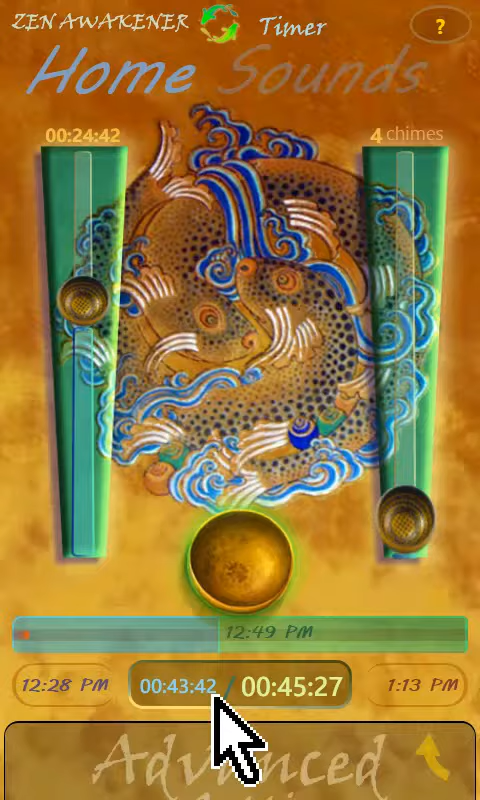 ZEN AWAKENER Timer ?
Home Sounds
00:24:42 4 chimes
12:49 PM
12:28 PM 00:43:42 / 00:45:27 1:13 PM
Advanced